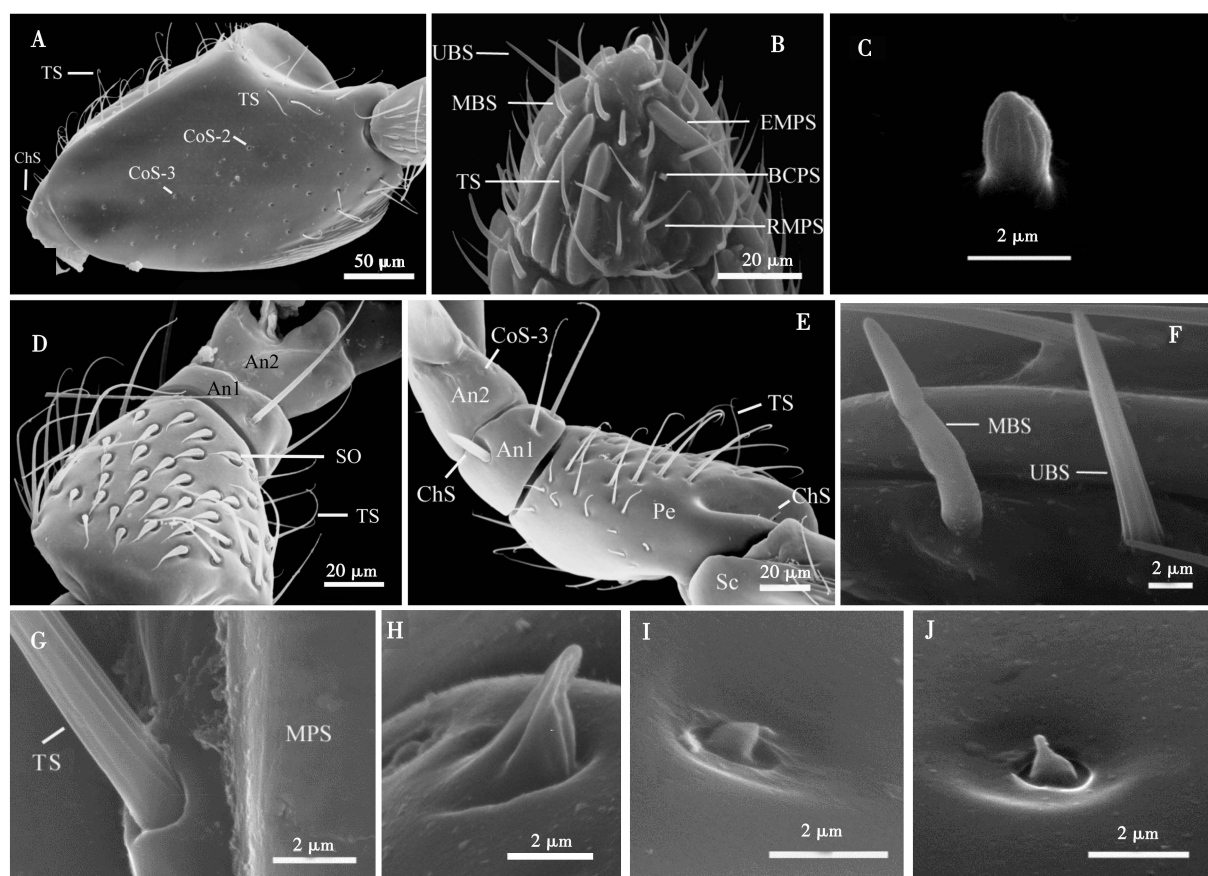 A
TS
TS
CoS-2
ChS
CoS-3
50 μm
B
UBS
MBS
EMPS
TS
BCPS
RMPS
20 μm
C
2 μm
D
An2
An1
SO
TS
20 μm
E
CoS-3
An2
TS
An1
ChS
ChS
Pe
Sc
20 μm
F
MBS
UBS
2 μm
G
MPS
TS
2 μm
H
2 μm
I
2 μm
J
2 μm